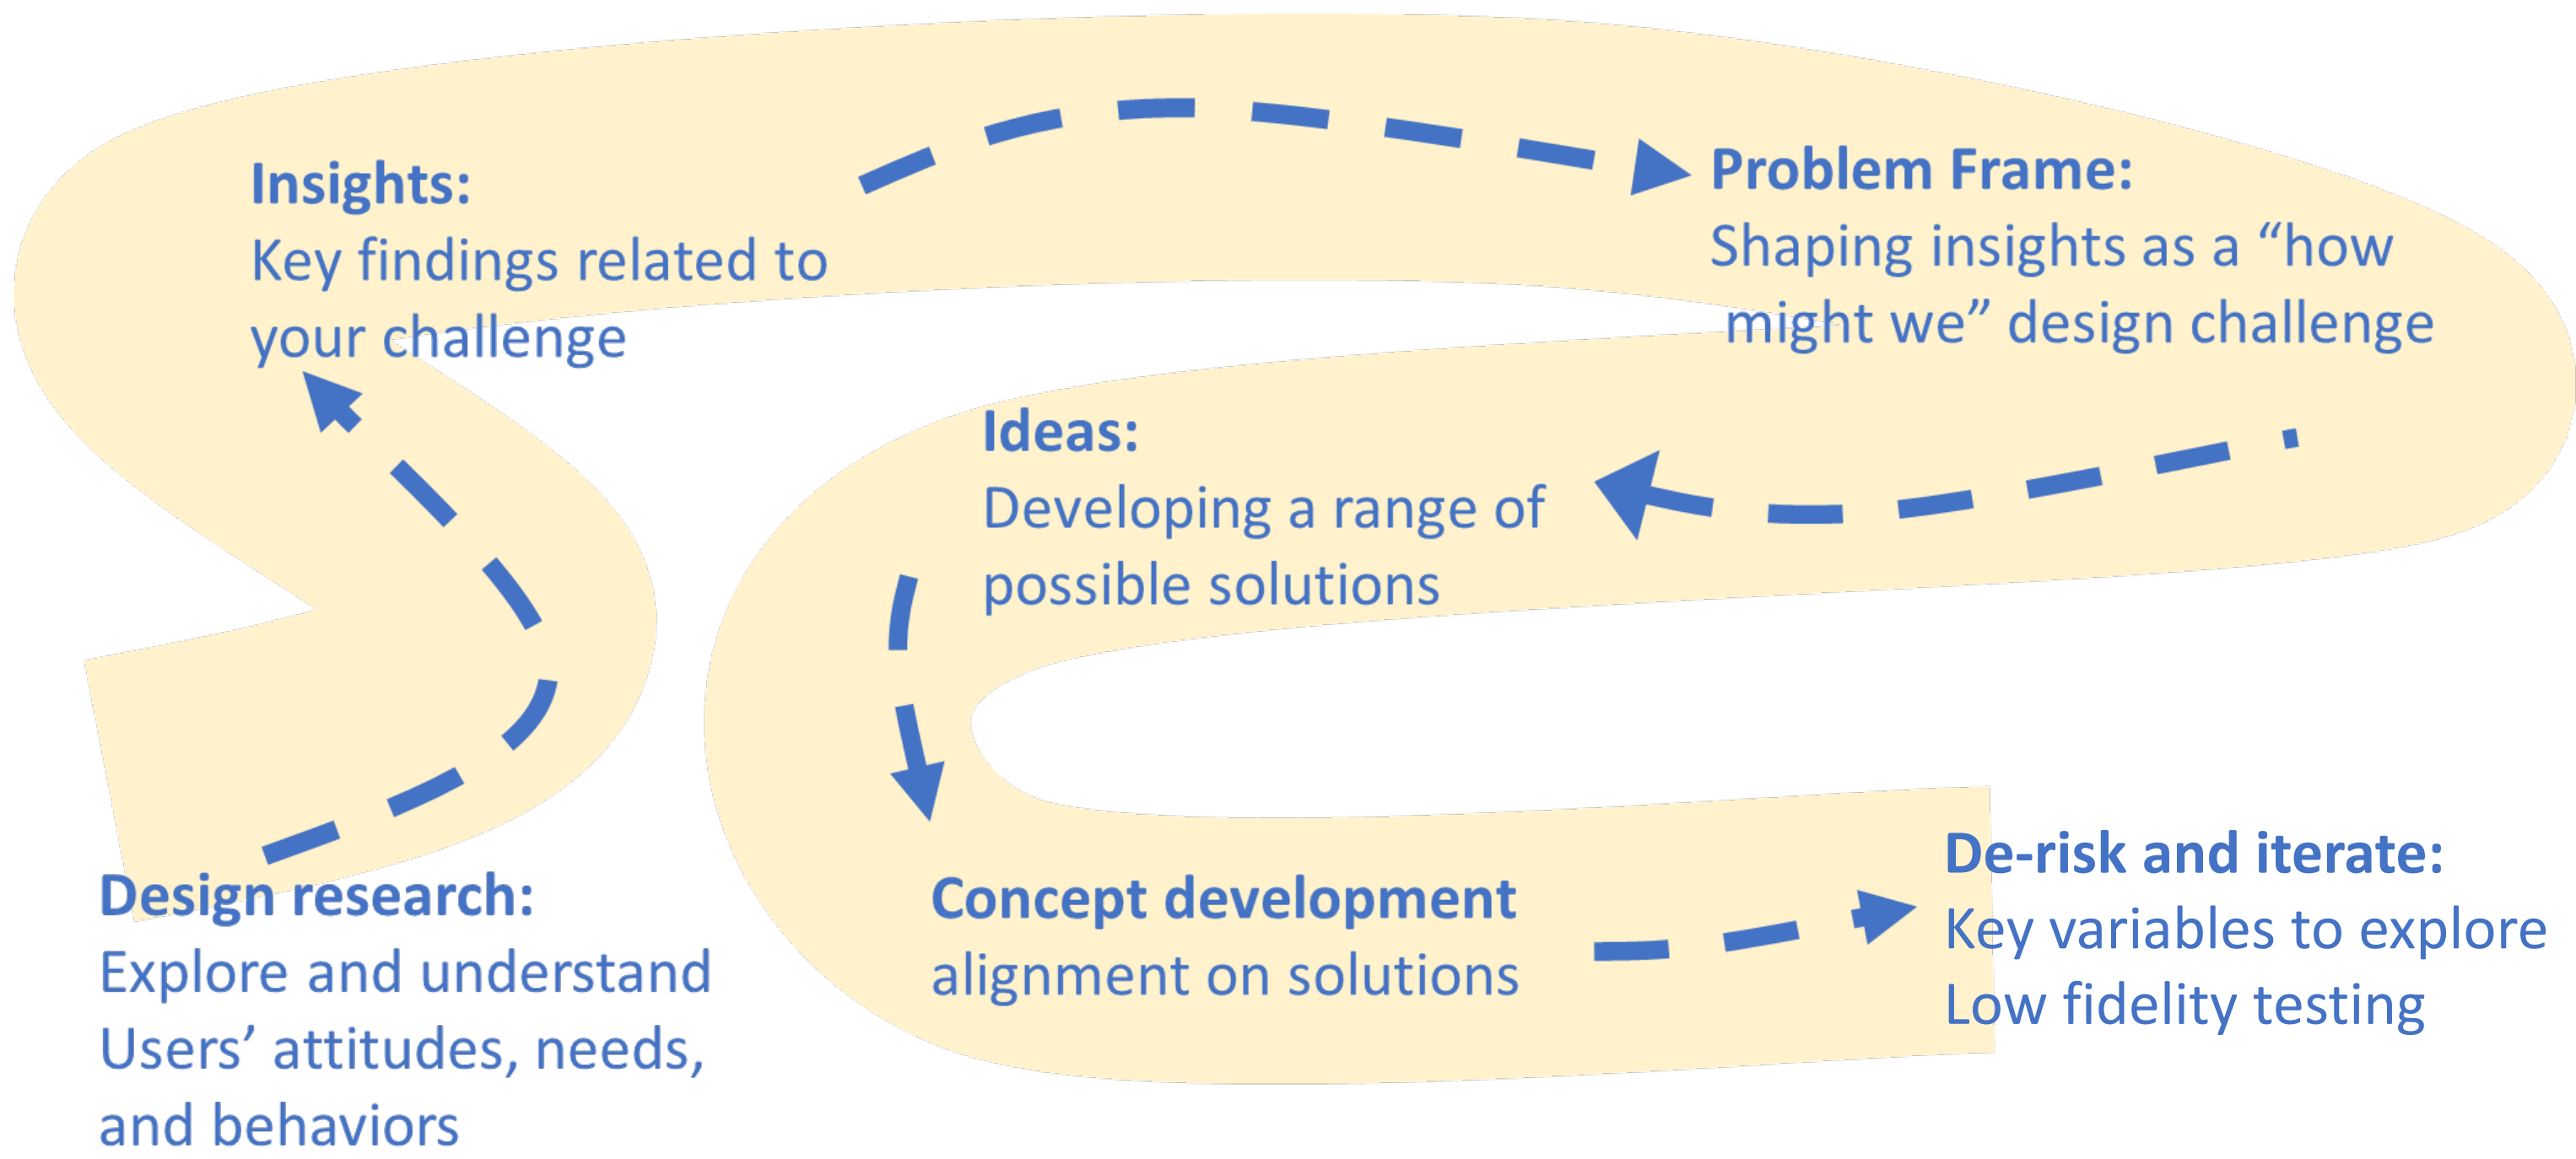 Insights:
Key findings related to
your challenge
Problem Frame:
Shaping insights as a “how
might we” design challenge
Ideas:
Developing a range of
possible solutions
Design research:
Explore and understand
Users’ attitudes, needs,
and behaviors
Concept development
alignment on solutions
De-risk and iterate:
Key variables to explore
Low fidelity testing